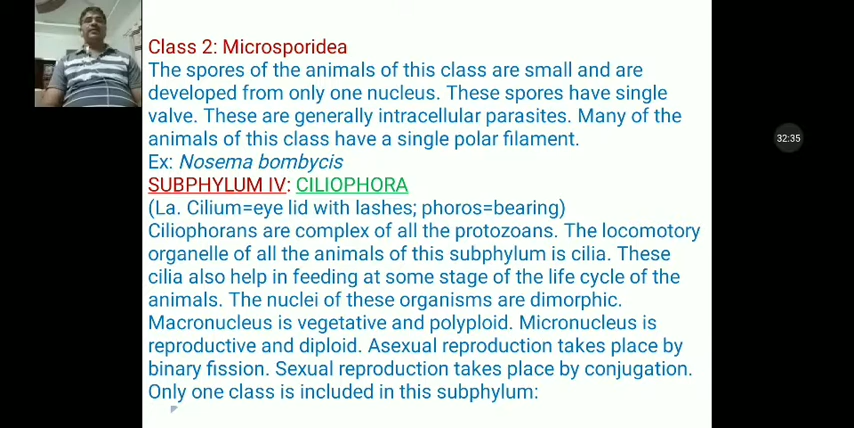 Class 2: Microsporidea
The spores of the animals of this class are small and are
developed from only one nucleus. These spores have single
valve. These are generally intracellular parasites. Many of the
animals of this class have a single polar filament.
Ex: Nosema bombycis
SUBPHYLUM IV: CILIOPHORA
(La. Cilium=eye lid with lashes; phoros=bearing)
Ciliophorans are complex of all the protozoans. The locomotory
organelle of all the animals of this subphylum is cilia. These
cilia also help in feeding at some stage of the life cycle of the
animals. The nuclei of these organisms are dimorphic.
Macronucleus is vegetative and polyploid. Micronucleus is
reproductive and diploid. Asexual reproduction takes place by
binary fission. Sexual reproduction takes place by conjugation.
Only one class is included in this subphylum:
32:35